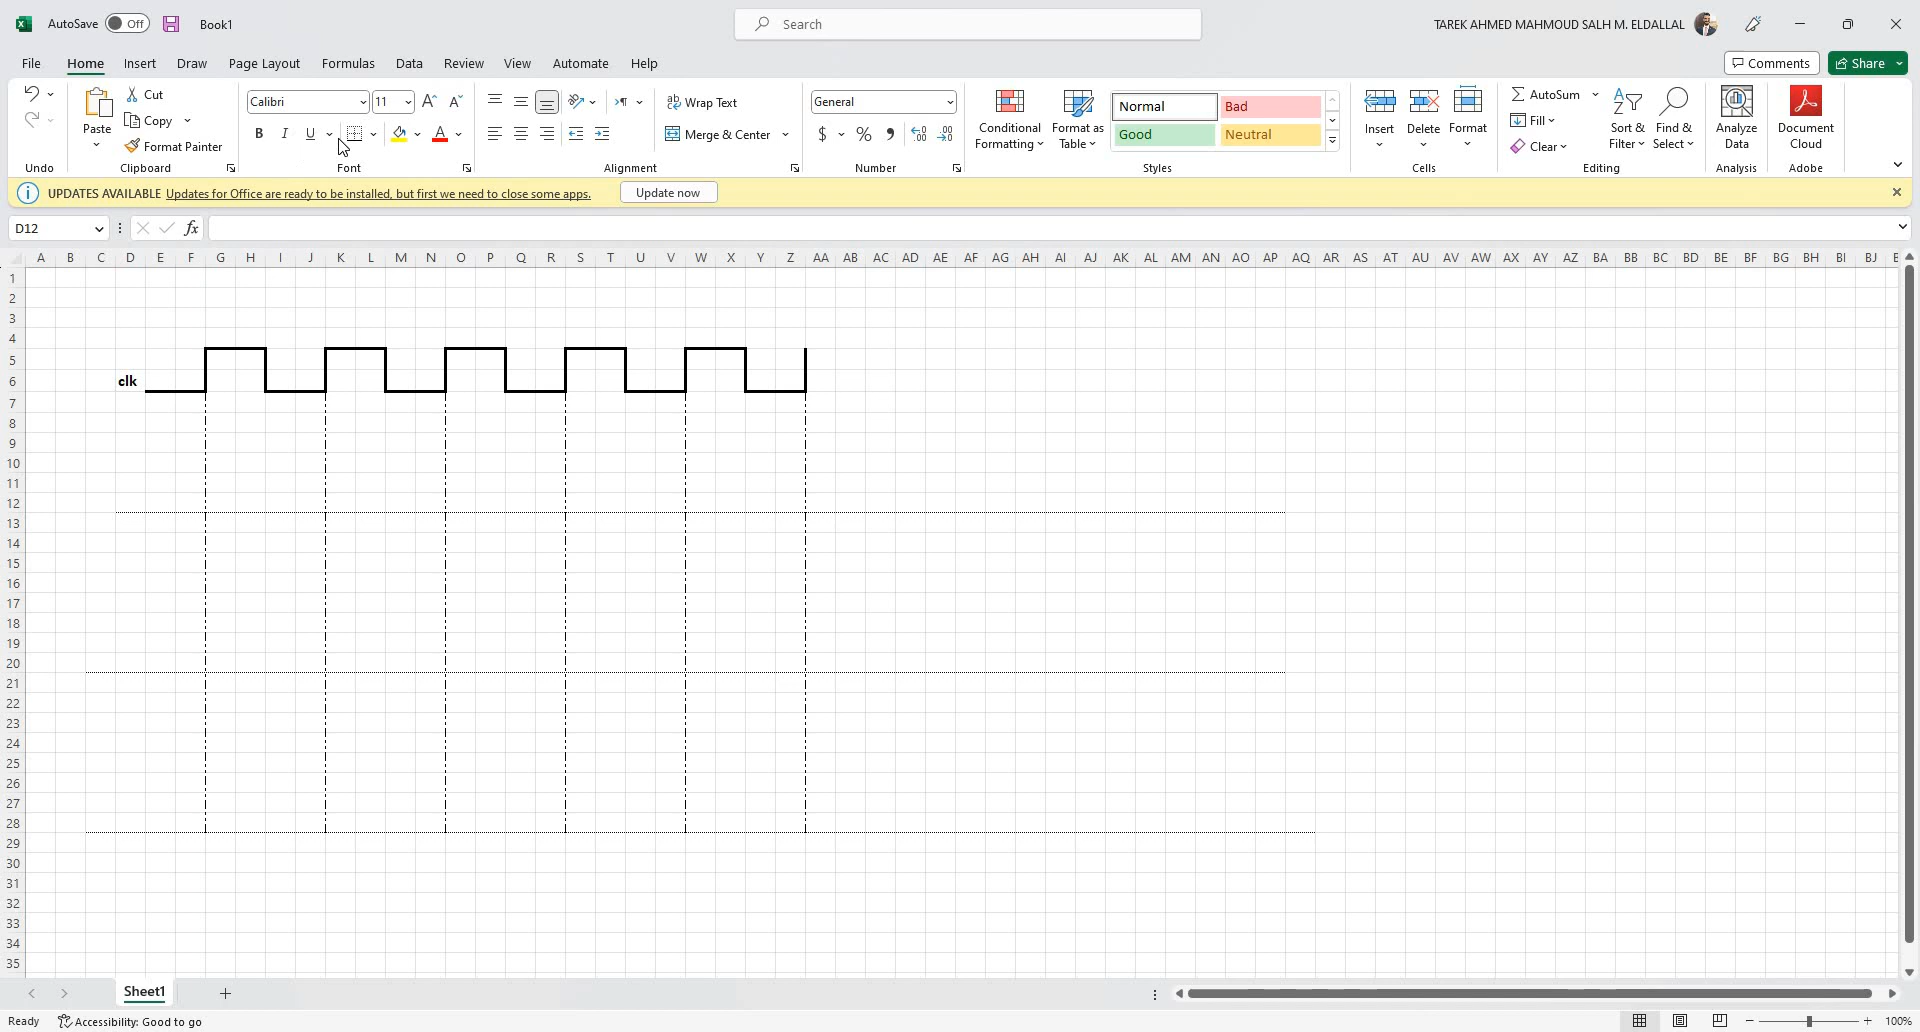 AutoSave Off Book1 Search TAREK AHMED MAHMOUD SALH M. ELDALLAL
File Home Insert Draw Page Layout Formulas Data Review View Automate Help Comments Share
Cut Calibri 11 Wrap Text General Normal Bad AutoSum
Paste Copy Conditional Formatting Format as Table Insert Delete Format Fill Sort & Filter Find & Select Analyze Data Document Cloud
Format Painter B I U A Merge & Center $ % Good Neutral Clear
Undo Clipboard Font Alignment Number Styles Cells Editing Analysis Adobe
UPDATES AVAILABLE Updates for Office are ready to be installed, but first we need to close some apps. Update now
D12 fx
A B C D E F G H I J K L M N O P Q R S T U V W X Y Z AA AB AC AD AE AF AG AH AI AJ AK AL AM AN AO AP AQ AR AS AT AU AV AW AX AY AZ BA BB BC BD BE BF BG BH BI BJ
1
2
3
4
5
6 clk
7
8
9
10
11
12
13
14
15
16
17
18
19
20
21
22
23
24
25
26
27
28
29
30
31
32
33
34
35
Sheet1
Ready Accessibility: Good to go 100%